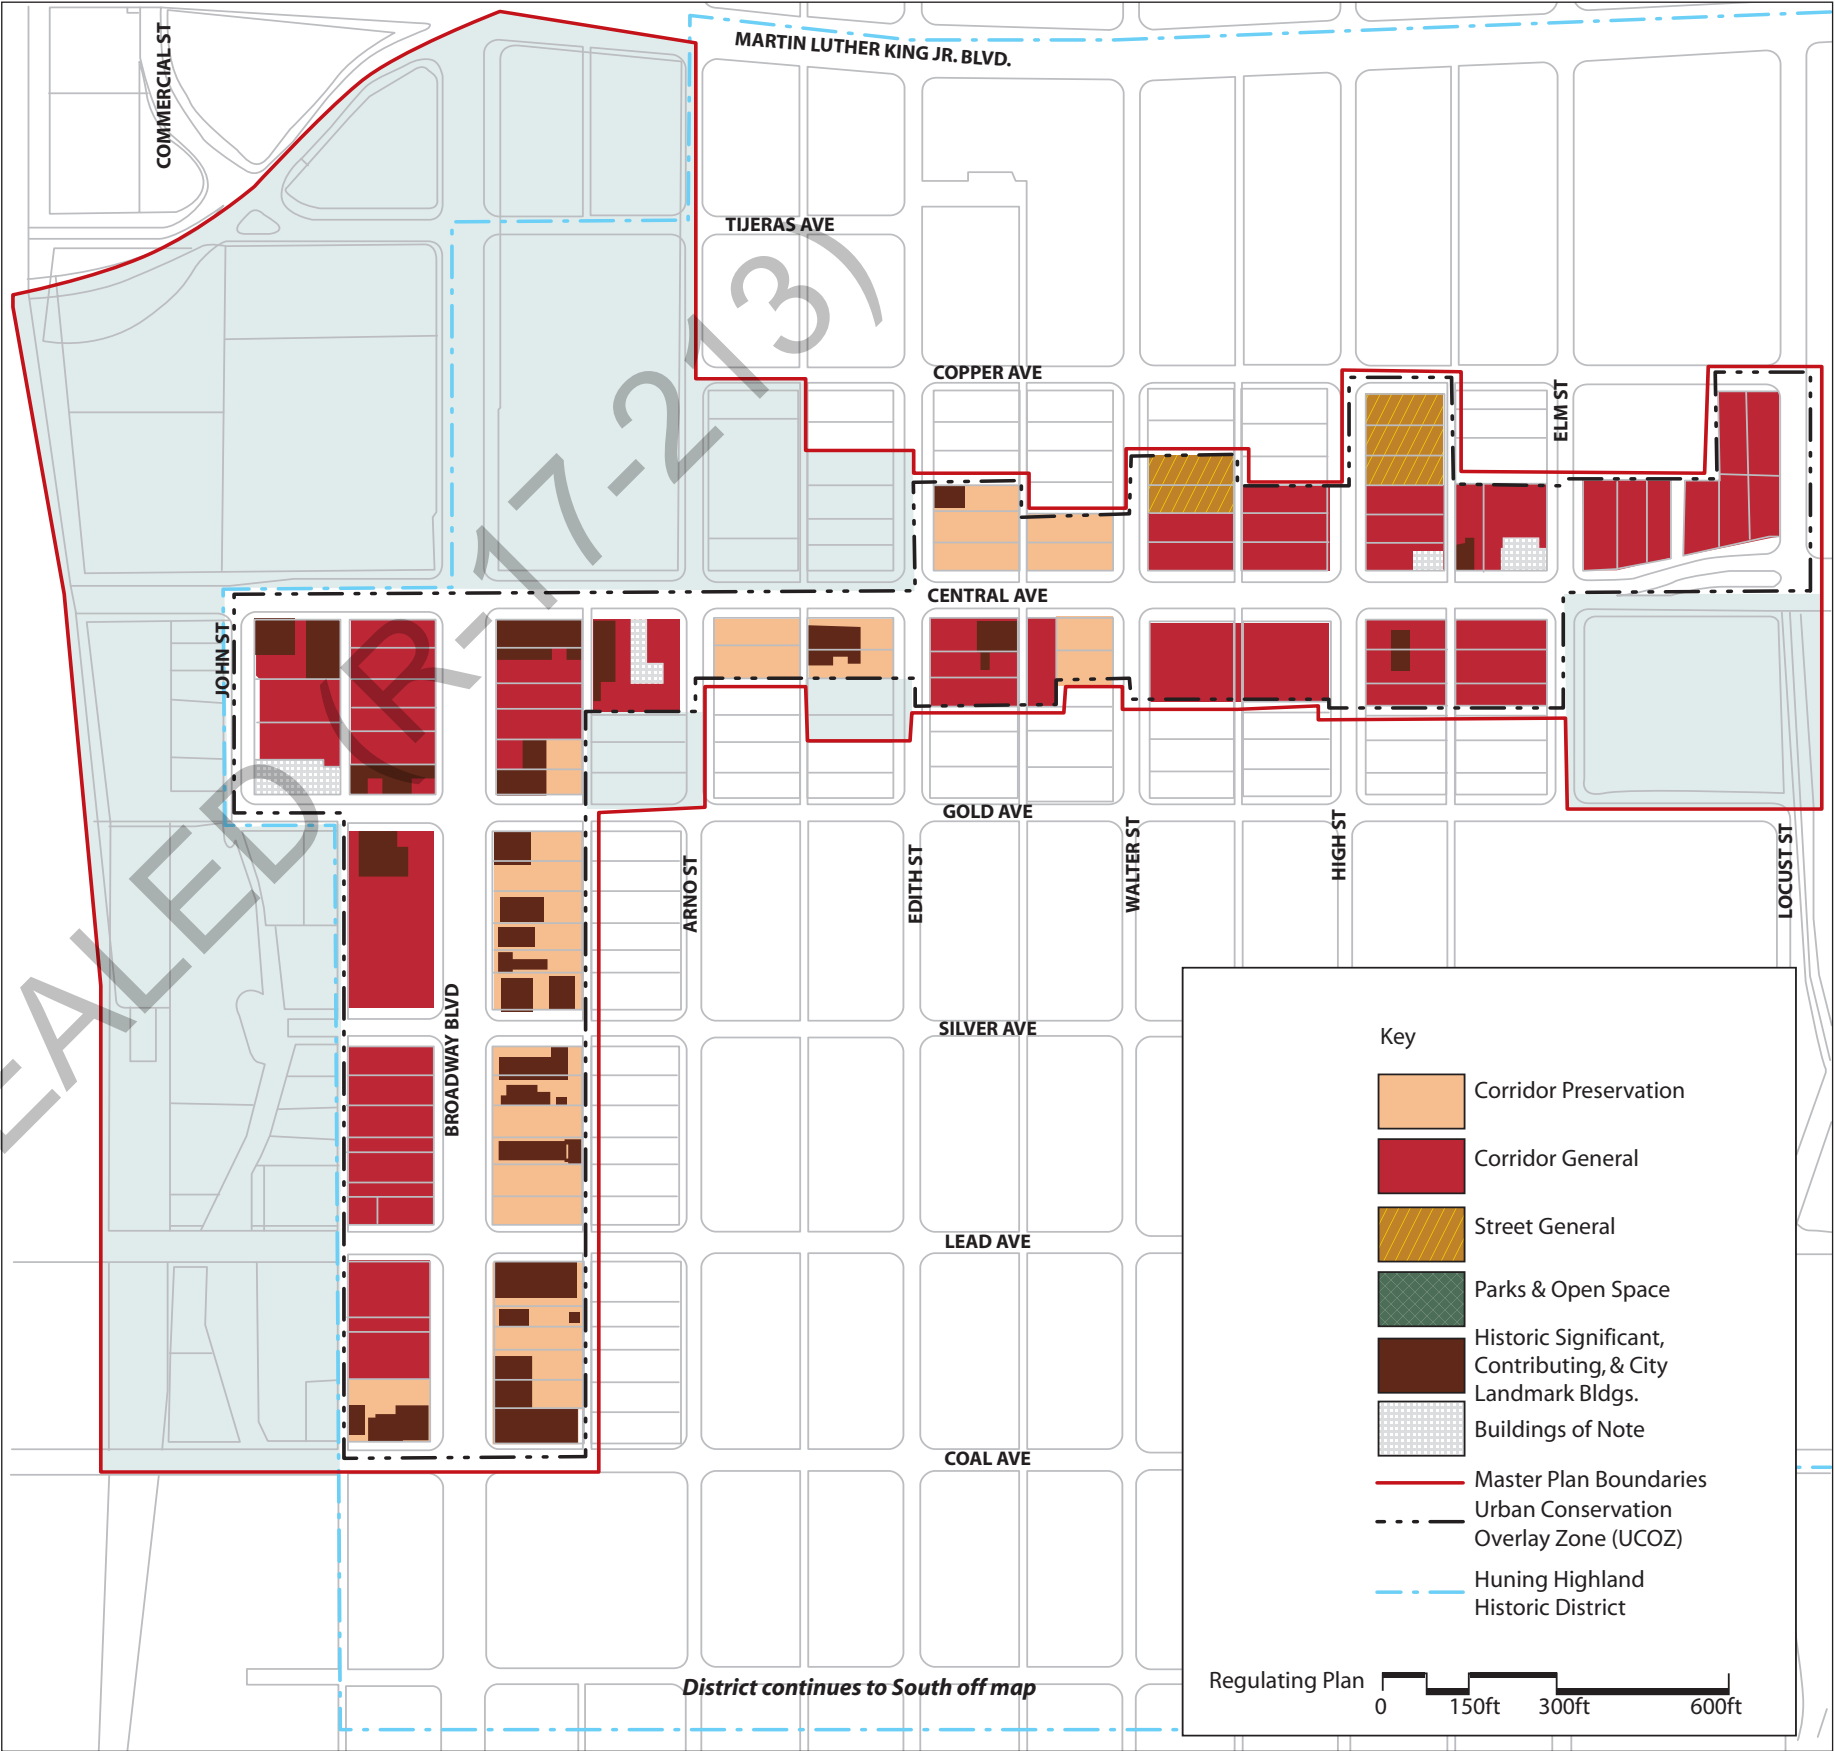 COMMERCIAL ST
MARTIN LUTHER KING JR. BLVD.
TIJERAS AVE
COPPER AVE
ELM ST
CENTRAL AVE
JOHN ST
GOLD AVE
ARNO ST
EDITH ST
WALTER ST
HIGH ST
LOCUST ST
BROADWAY BLVD
SILVER AVE
LEAD AVE
COAL AVE
EALED (R-17-213)
District continues to South off map
Key
Corridor Preservation
Corridor General
Street General
Parks & Open Space
Historic Significant,
Contributing, & City
Landmark Bldgs.
Buildings of Note
Master Plan Boundaries
Urban Conservation
Overlay Zone (UCOZ)
Huning Highland
Historic District
Regulating Plan
0 150ft 300ft 600ft